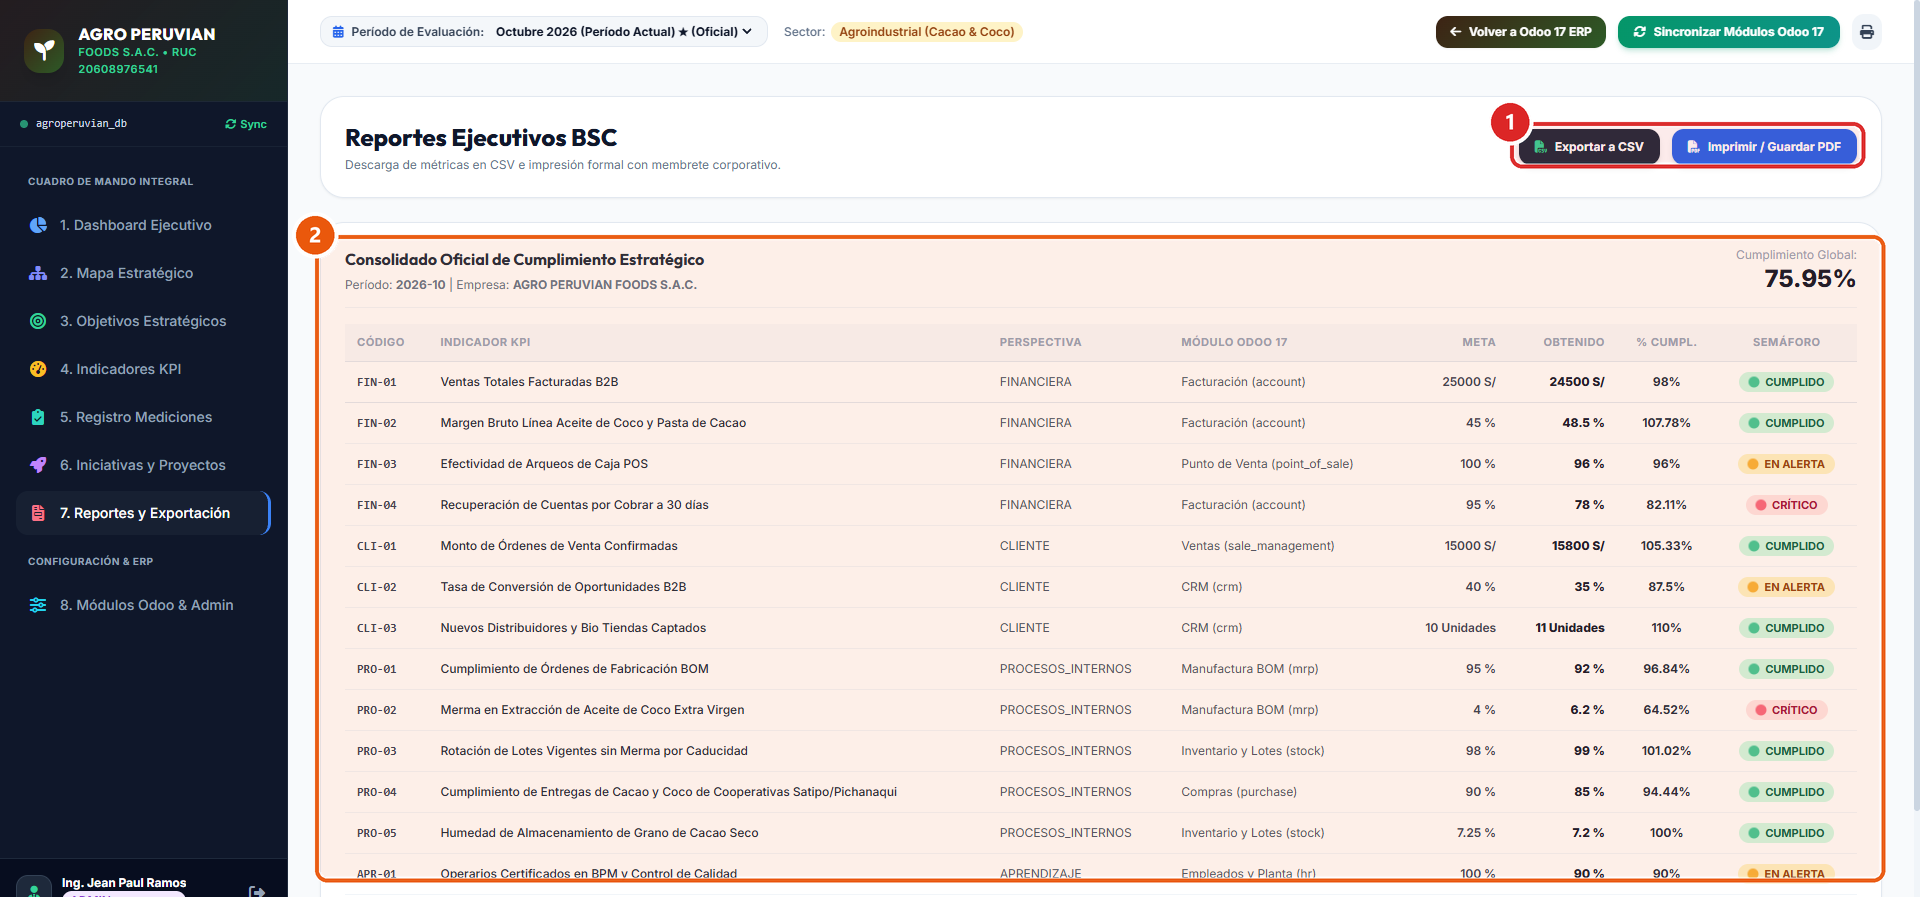 AGRO PERUVIAN
FOODS S.A.C. • RUC
20608976541
agroperuvian_db
Sync
CUADRO DE MANDO INTEGRAL
1. Dashboard Ejecutivo
2. Mapa Estratégico
3. Objetivos Estratégicos
4. Indicadores KPI
5. Registro Mediciones
6. Iniciativas y Proyectos
7. Reportes y Exportación
CONFIGURACIÓN & ERP
8. Módulos Odoo & Admin
Ing. Jean Paul Ramos
Período de Evaluación: Octubre 2026 (Período Actual) ★ (Oficial)
Sector: Agroindustrial (Cacao & Coco)
← Volver a Odoo 17 ERP
Sincronizar Módulos Odoo 17
Reportes Ejecutivos BSC
Descarga de métricas en CSV e impresión formal con membrete corporativo.
1
Exportar a CSV
Imprimir / Guardar PDF
2
Consolidado Oficial de Cumplimiento Estratégico
Período: 2026-10 | Empresa: AGRO PERUVIAN FOODS S.A.C.
Cumplimiento Global:
75.95%
CÓDIGO INDICADOR KPI PERSPECTIVA MÓDULO ODOO 17 META OBTENIDO % CUMPL. SEMÁFORO
FIN-01 Ventas Totales Facturadas B2B FINANCIERA Facturación (account) 25000 S/ 24500 S/ 98% CUMPLIDO
FIN-02 Margen Bruto Línea Aceite de Coco y Pasta de Cacao FINANCIERA Facturación (account) 45 % 48.5 % 107.78% CUMPLIDO
FIN-03 Efectividad de Arqueos de Caja POS FINANCIERA Punto de Venta (point_of_sale) 100 % 96 % 96% EN ALERTA
FIN-04 Recuperación de Cuentas por Cobrar a 30 días FINANCIERA Facturación (account) 95 % 78 % 82.11% CRÍTICO
CLI-01 Monto de Órdenes de Venta Confirmadas CLIENTE Ventas (sale_management) 15000 S/ 15800 S/ 105.33% CUMPLIDO
CLI-02 Tasa de Conversión de Oportunidades B2B CLIENTE CRM (crm) 40 % 35 % 87.5% EN ALERTA
CLI-03 Nuevos Distribuidores y Bio Tiendas Captados CLIENTE CRM (crm) 10 Unidades 11 Unidades 110% CUMPLIDO
PRO-01 Cumplimiento de Órdenes de Fabricación BOM PROCESOS_INTERNOS Manufactura BOM (mrp) 95 % 92 % 96.84% CUMPLIDO
PRO-02 Merma en Extracción de Aceite de Coco Extra Virgen PROCESOS_INTERNOS Manufactura BOM (mrp) 4 % 6.2 % 64.52% CRÍTICO
PRO-03 Rotación de Lotes Vigentes sin Merma por Caducidad PROCESOS_INTERNOS Inventario y Lotes (stock) 98 % 99 % 101.02% CUMPLIDO
PRO-04 Cumplimiento de Entregas de Cacao y Coco de Cooperativas Satipo/Pichanaqui PROCESOS_INTERNOS Compras (purchase) 90 % 85 % 94.44% CUMPLIDO
PRO-05 Humedad de Almacenamiento de Grano de Cacao Seco PROCESOS_INTERNOS Inventario y Lotes (stock) 7.25 % 7.2 % 100% CUMPLIDO
APR-01 Operarios Certificados en BPM y Control de Calidad APRENDIZAJE Empleados y Planta (hr) 100 % 90 % 90% EN ALERTA